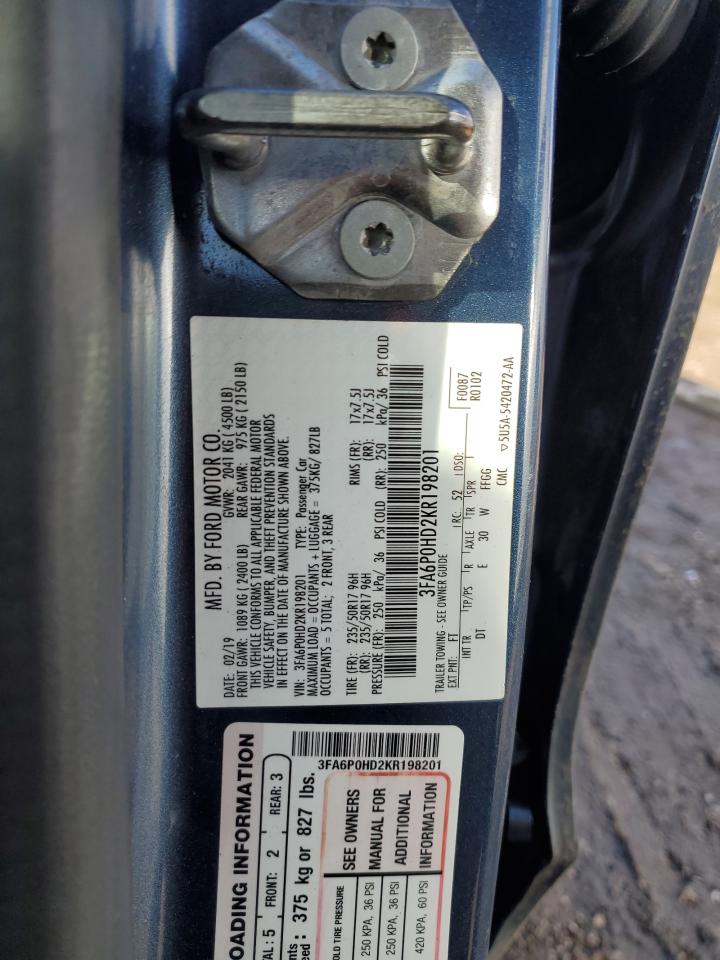 MFD. BY FORD MOTOR CO.
DATE: 02/19 GVWR: 2041 KG ( 4500 LB)
FRONT GAWR: 1089 KG ( 2400 LB) REAR GAWR: 975 KG ( 2150 LB)
THIS VEHICLE CONFORMS TO ALL APPLICABLE FEDERAL MOTOR
VEHICLE SAFETY, BUMPER, AND THEFT PREVENTION STANDARDS
IN EFFECT ON THE DATE OF MANUFACTURE SHOWN ABOVE.
VIN: 3FA6P0HD2KR198201 TYPE: Passenger Car
MAXIMUM LOAD = OCCUPANTS + LUGGAGE = 375KG/ 827LB
OCCUPANTS = 5 TOTAL; 2 FRONT, 3 REAR
TIRE (FR): 235/50R17 96H RIMS (FR): 17x7.5J
(RR): 235/50R17 96H (RR): 17x7.5J
PRESSURE (FR): 250 kPa/ 36 PSI COLD (RR): 250 kPa/ 36 PSI COLD
3FA6P0HD2KR198201
TRAILER TOWING - SEE OWNER GUIDE
EXT PNT: FT RC: 52 DSO: F0087
R0102
INT TR TP/PS R AXLE TR SPR
DT E 30 W FFGG
CMC ▽5U5A-5420472-AA
OADING INFORMATION
TAL : 5 FRONT: 2 REAR: 3
nts
eed : 375 kg or 827 lbs.
3FA6P0HD2KR198201
OLD TIRE PRESSURE SEE OWNERS
250 KPA, 36 PSI MANUAL FOR
250 KPA, 36 PSI ADDITIONAL
420 KPA, 60 PSI INFORMATION